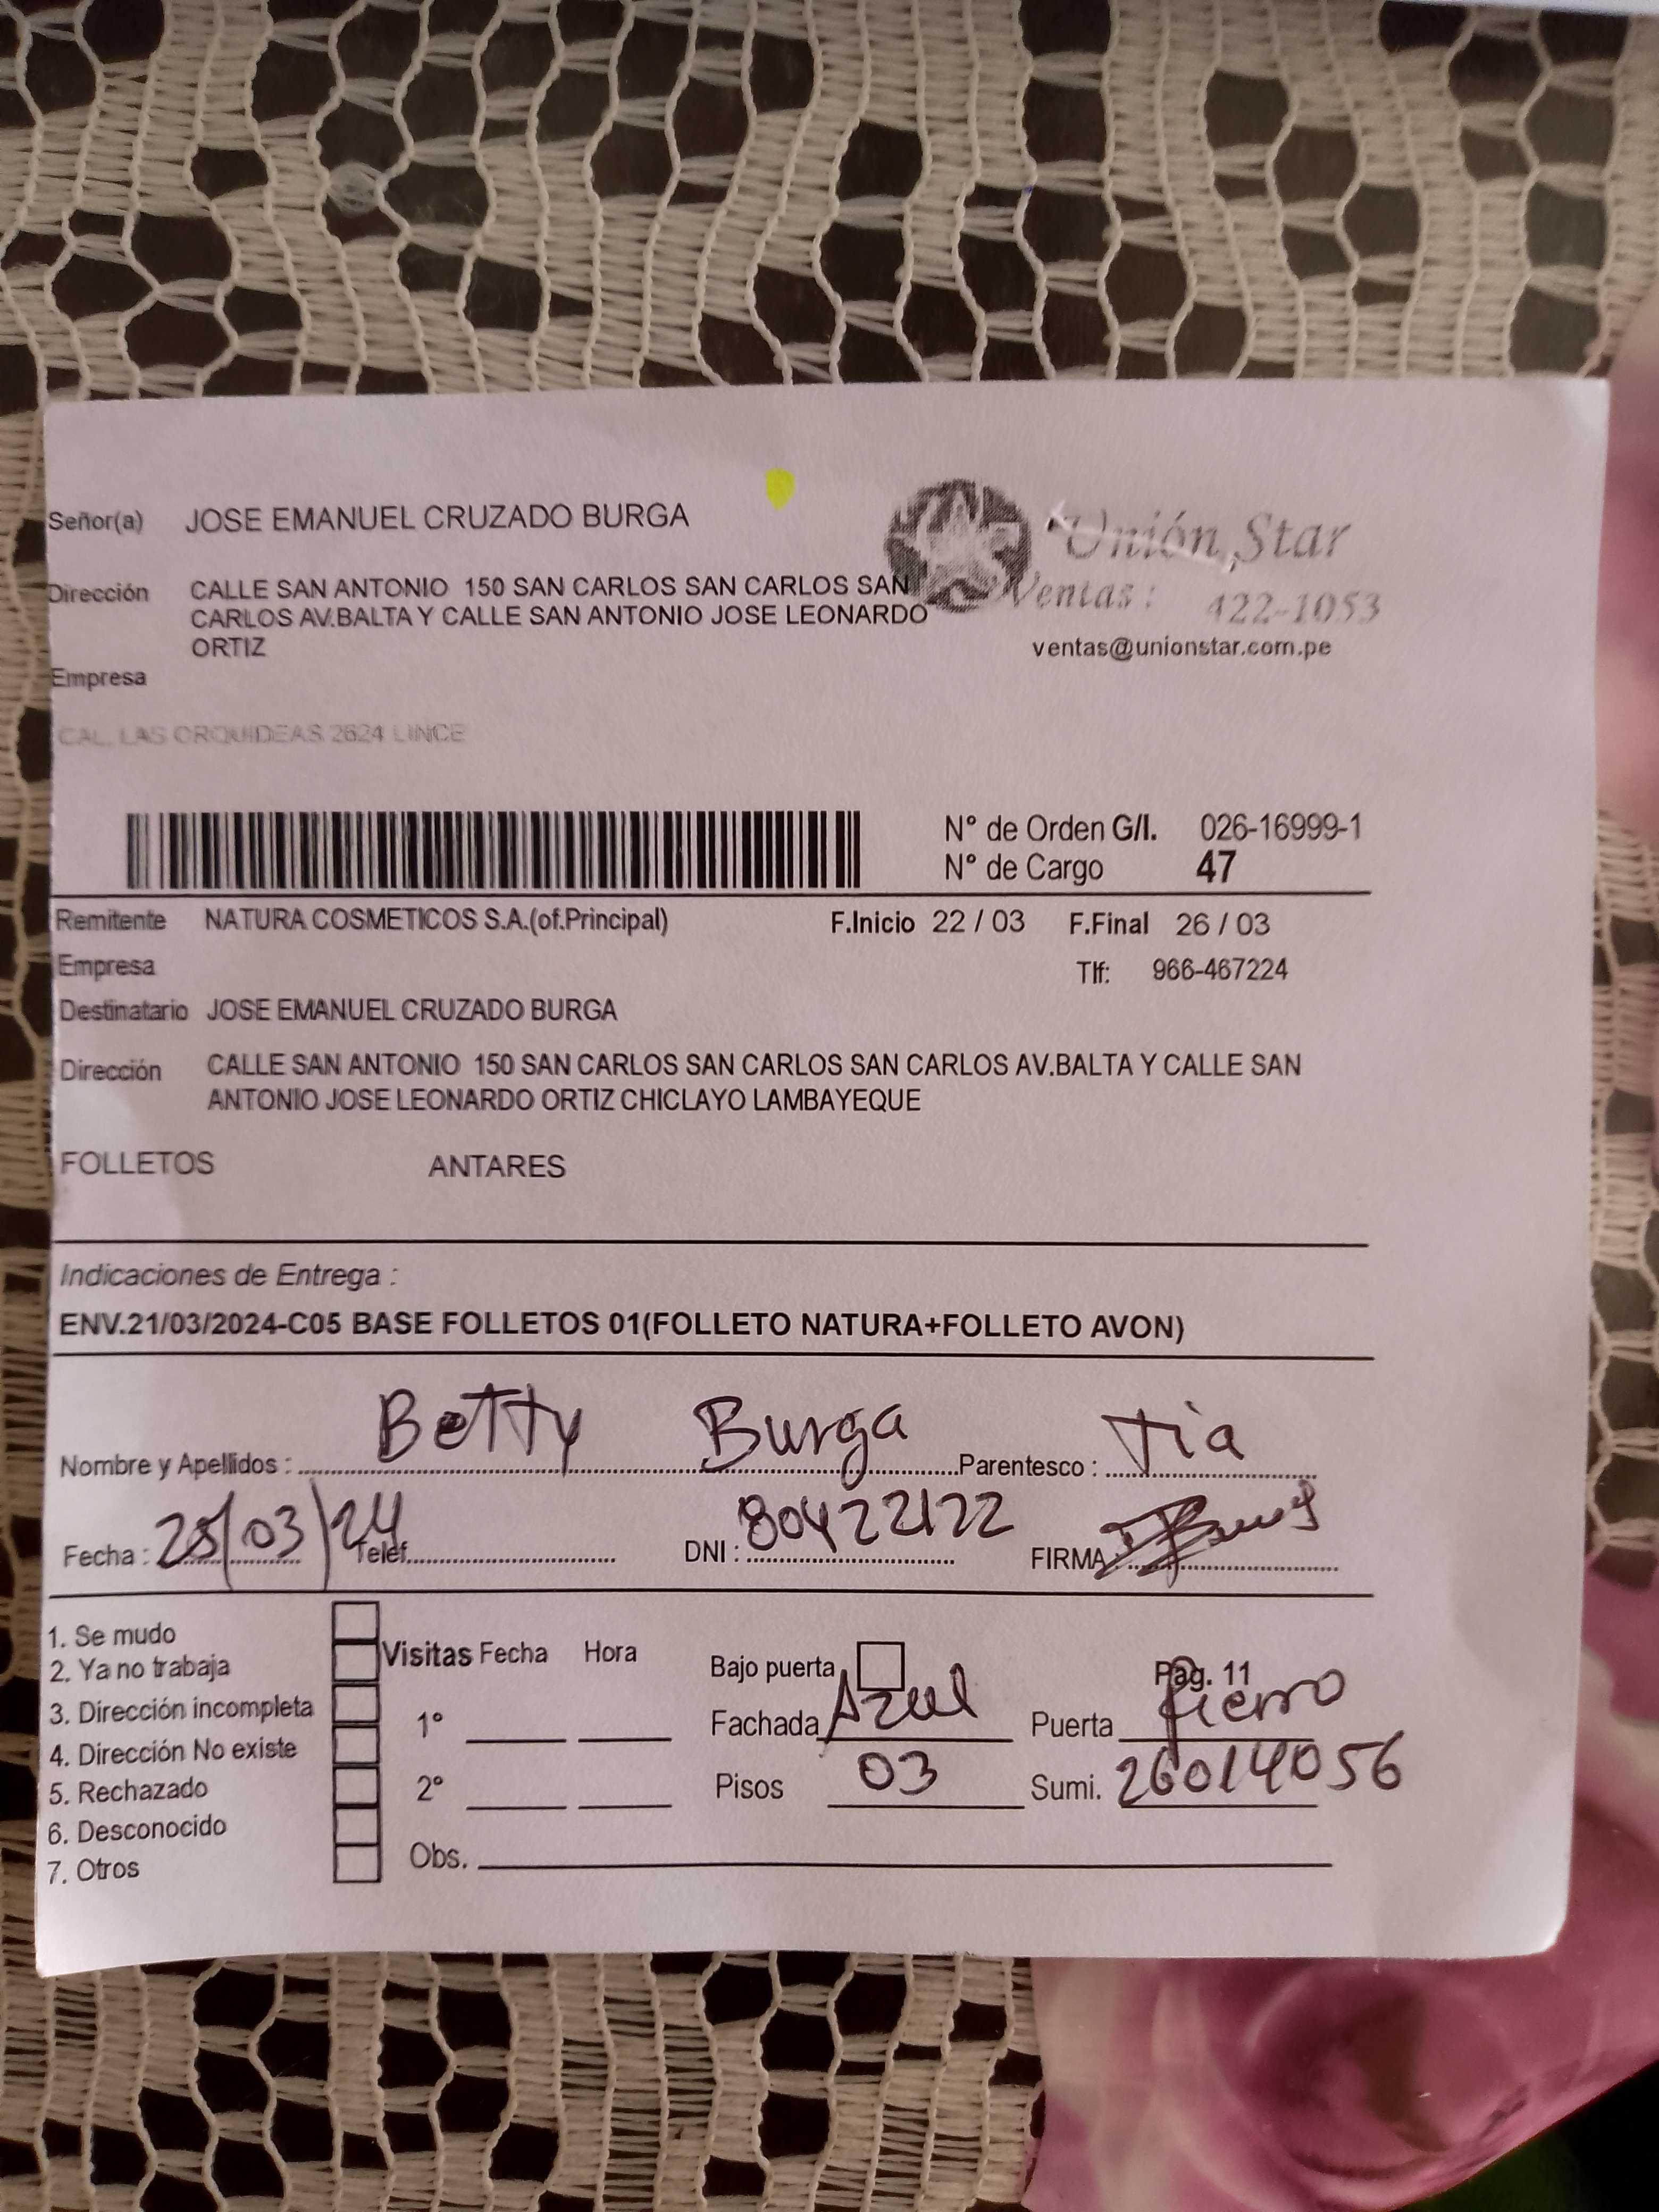 Señor(a) JOSE EMANUEL CRUZADO BURGA
Unión Star
Dirección CALLE SAN ANTONIO 150 SAN CARLOS SAN CARLOS SAN
Ventas: 422-1053
CARLOS AV.BALTA Y CALLE SAN ANTONIO JOSE LEONARDO
ORTIZ
ventas@unionstar.com.pe
Empresa
CAL. LAS ORQUIDEAS 2624 LINCE
N° de Orden G/I. 026-16999-1
N° de Cargo 47
Remitente NATURA COSMETICOS S.A.(of.Principal) F.Inicio 22 / 03 F.Final 26 / 03
Empresa Tlf: 966-467224
Destinatario JOSE EMANUEL CRUZADO BURGA
Dirección CALLE SAN ANTONIO 150 SAN CARLOS SAN CARLOS SAN CARLOS AV.BALTA Y CALLE SAN
ANTONIO JOSE LEONARDO ORTIZ CHICLAYO LAMBAYEQUE
FOLLETOS ANTARES
Indicaciones de Entrega :
ENV.21/03/2024-C05 BASE FOLLETOS 01(FOLLETO NATURA+FOLLETO AVON)
Nombre y Apellidos : Betty Burga Parentesco : Tia
Fecha : 25/03/24 Telef. DNI : 80422122 FIRMA :
1. Se mudo
2. Ya no trabaja
3. Dirección incompleta
4. Dirección No existe
5. Rechazado
6. Desconocido
7. Otros
Visitas Fecha Hora
1°
2°
Obs.
Bajo puerta Pag. 11
Fachada Azul Puerta Fierro
Pisos 03 Sumi. 26014056